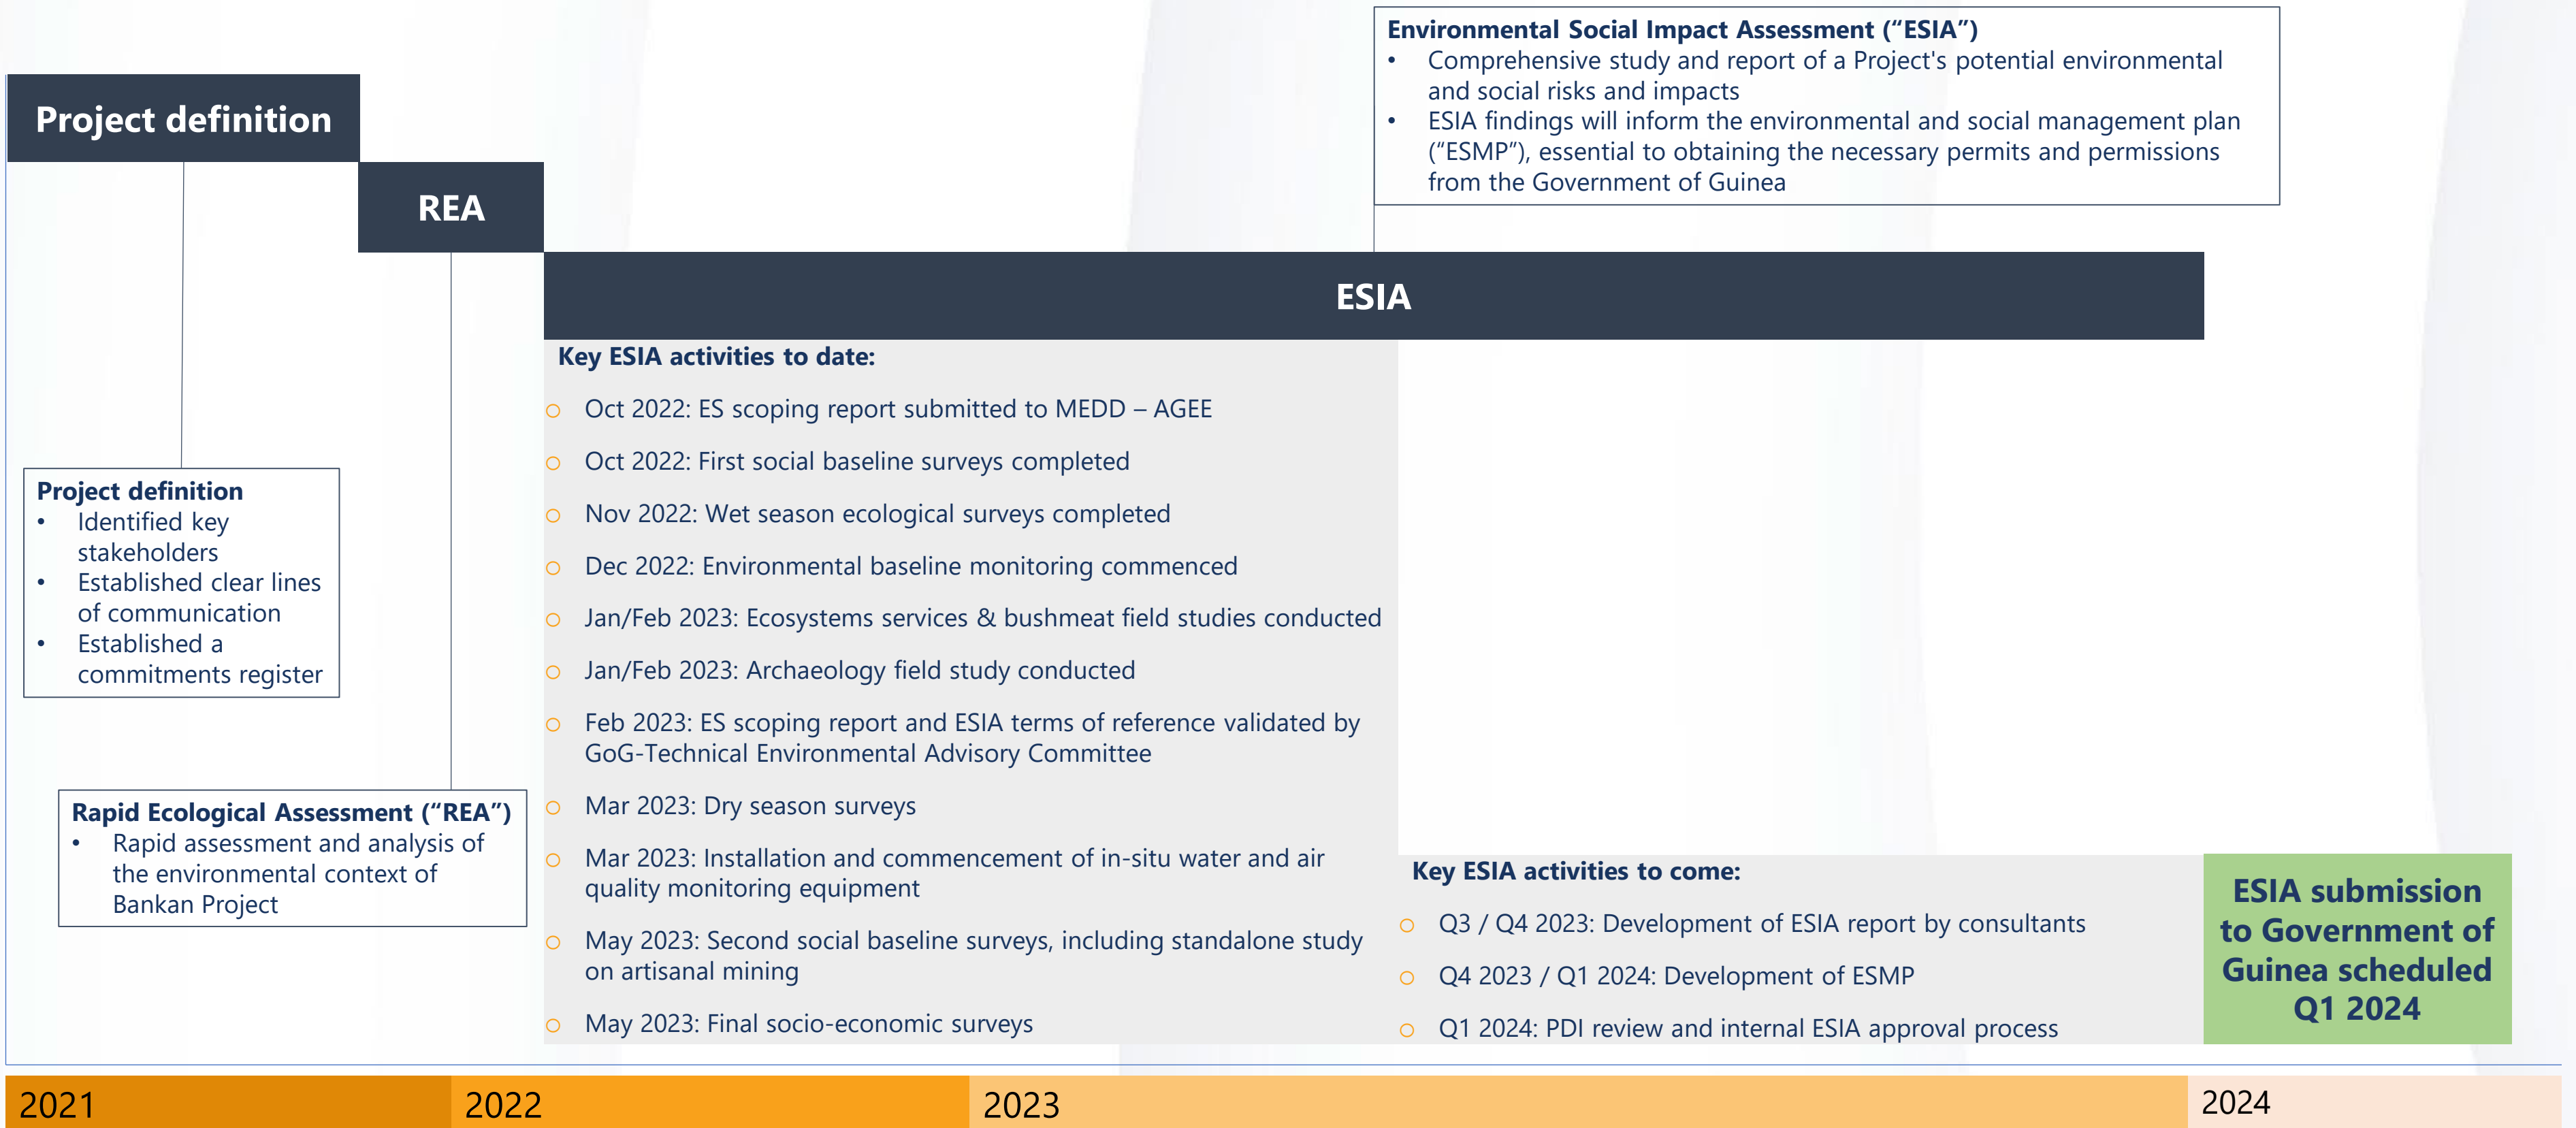 Environmental Social Impact Assessment (“ESIA”)
• Comprehensive study and report of a Project's potential environmental
and social risks and impacts
• ESIA findings will inform the environmental and social management plan
(“ESMP”), essential to obtaining the necessary permits and permissions
from the Government of Guinea
Project definition
REA
ESIA
Project definition
• Identified key
stakeholders
• Established clear lines
of communication
• Established a
commitments register
Rapid Ecological Assessment (“REA”)
• Rapid assessment and analysis of
the environmental context of
Bankan Project
Key ESIA activities to date:
o Oct 2022: ES scoping report submitted to MEDD – AGEE
o Oct 2022: First social baseline surveys completed
o Nov 2022: Wet season ecological surveys completed
o Dec 2022: Environmental baseline monitoring commenced
o Jan/Feb 2023: Ecosystems services & bushmeat field studies conducted
o Jan/Feb 2023: Archaeology field study conducted
o Feb 2023: ES scoping report and ESIA terms of reference validated by
GoG-Technical Environmental Advisory Committee
o Mar 2023: Dry season surveys
o Mar 2023: Installation and commencement of in-situ water and air
quality monitoring equipment
o May 2023: Second social baseline surveys, including standalone study
on artisanal mining
o May 2023: Final socio-economic surveys
Key ESIA activities to come:
o Q3 / Q4 2023: Development of ESIA report by consultants
o Q4 2023 / Q1 2024: Development of ESMP
o Q1 2024: PDI review and internal ESIA approval process
ESIA submission
to Government of
Guinea scheduled
Q1 2024
2021
2022
2023
2024